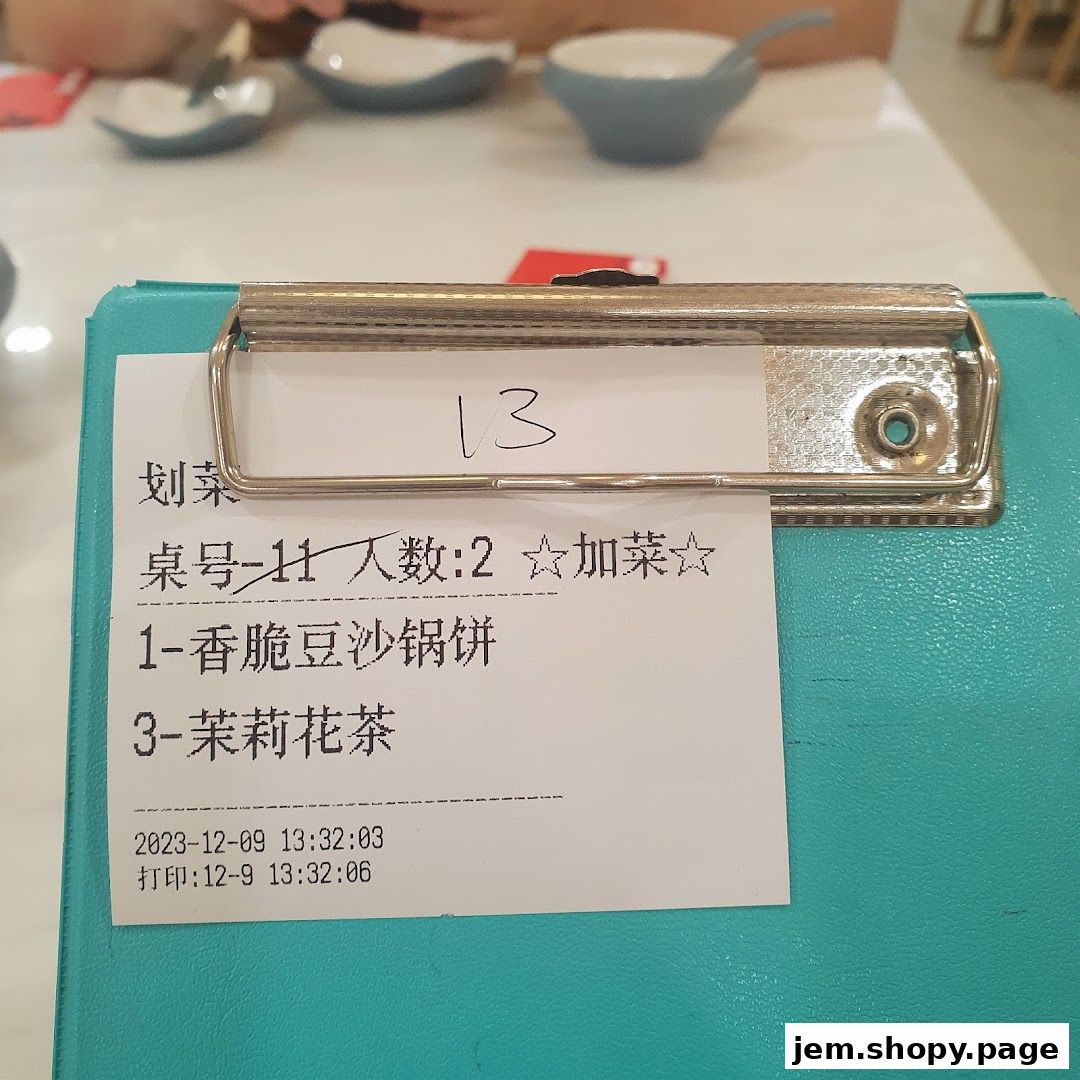 13
划菜
桌号-11 人数:2 ☆加菜☆
1-香脆豆沙锅饼
3-茉莉花茶
2023-12-09 13:32:03
打印:12-9 13:32:06
jem.shopy.page